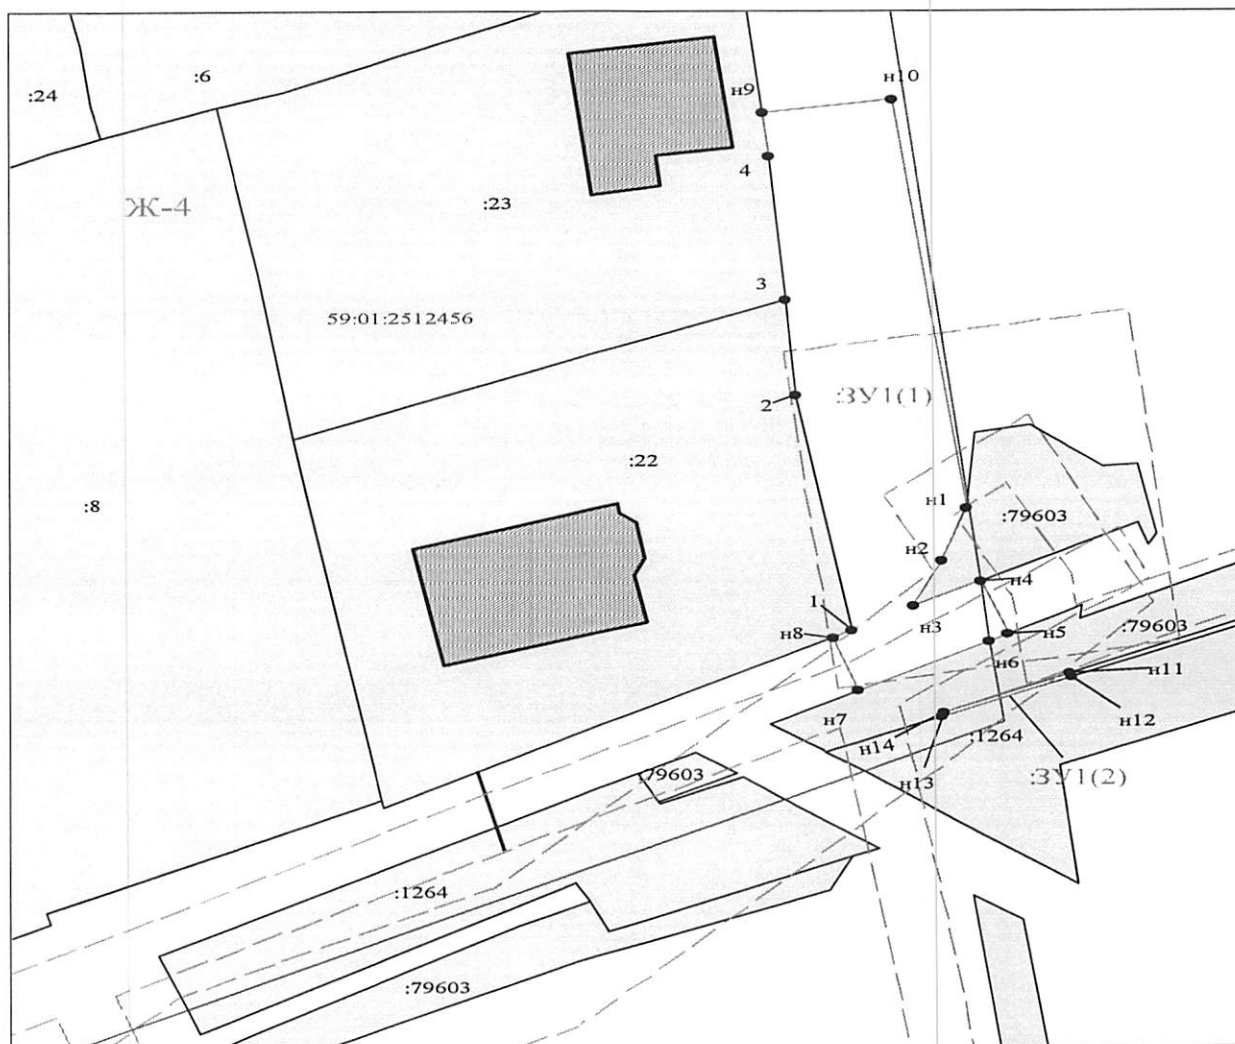 :24
:6
н9
н10
4
Ж-4
:23
3
59:01:2512456
2
:ЗУ1(1)
:22
:8
н1
:79603
н2
н4
н3
1
н8
н5
:79603
н6
н11
н7
н12
н14
:1264
н13
:ЗУ1(2)
:79603
:1264
:79603